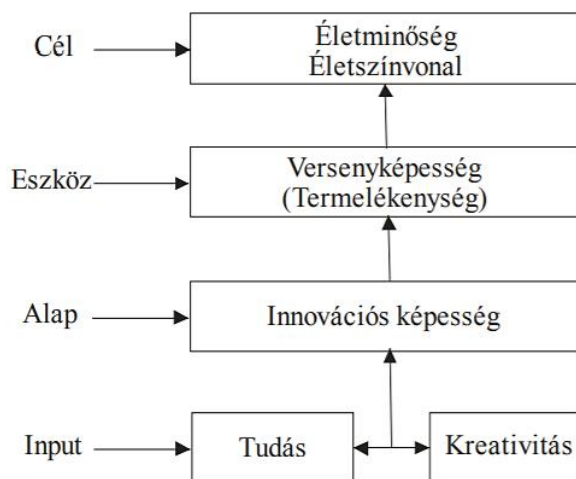 Cél
Életminőség
Életszínvonal
Eszköz
Versenyképesség
(Termelékenység)
Alap
Innovációs képesség
Input
Tudás
Kreativitás